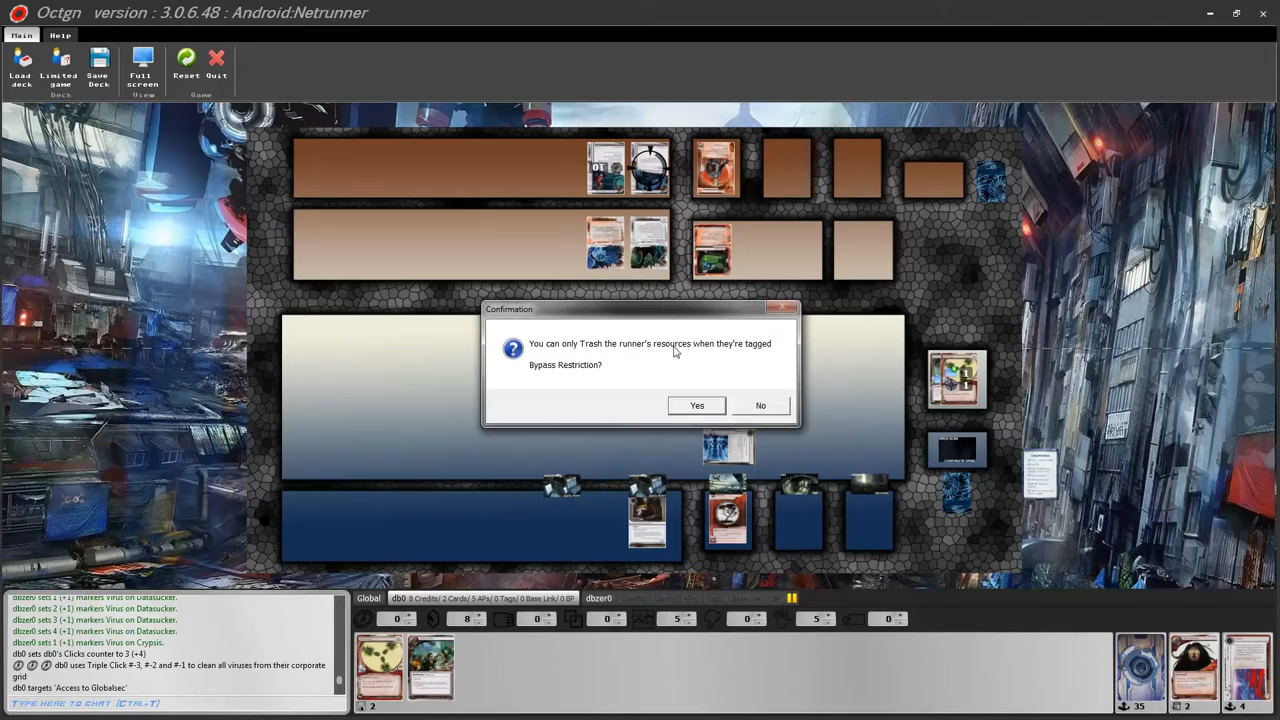 Octgn version : 3.0.6.48 : Android:Netrunner
Main Help
Load deck
Limited game
Save Deck
Full screen
Reset
Quit
Deck
View
Game
10
Confirmation
You can only Trash the runner's resources when they're tagged
Bypass Restriction?
Yes
No
1
1
dbzer0 sets 1 (+1) markers Virus on Datasucker.
dbzer0 sets 2 (+1) markers Virus on Datasucker.
dbzer0 sets 3 (+1) markers Virus on Datasucker.
dbzer0 sets 4 (+1) markers Virus on Datasucker.
dbzer0 sets 1 (+1) markers Virus on Crypsis.
db0 sets db0's Clicks counter to 3 (+4)
db0 uses Triple Click #-3, #-2 and #-1 to clean all viruses from their corporate
grid
db0 targets 'Access to Globalsec'
Type here to chat (Ctrl+T)
Global
db0 8 Credits/ 2 Cards/ 5 APs/ 0 Tags/ 0 Base Link/ 0 BP
dbzer0
0
8
0
0
5
0
5
0
2
35
2
4